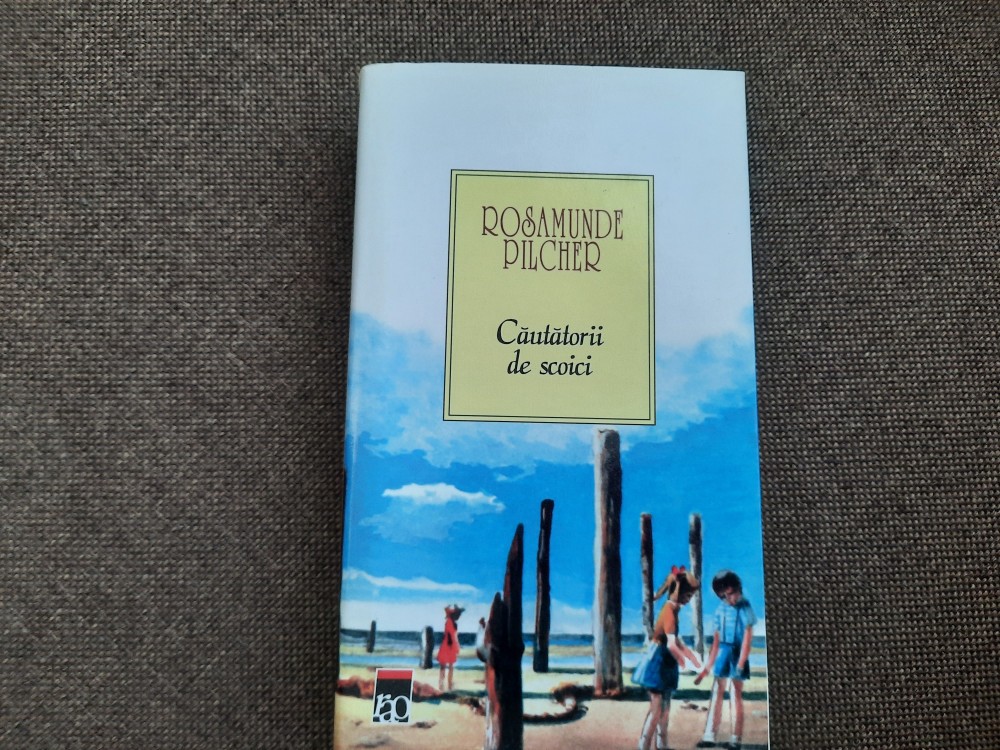 ROSAMUNDE
PILCHER
Căutătorii
de scoici
rao